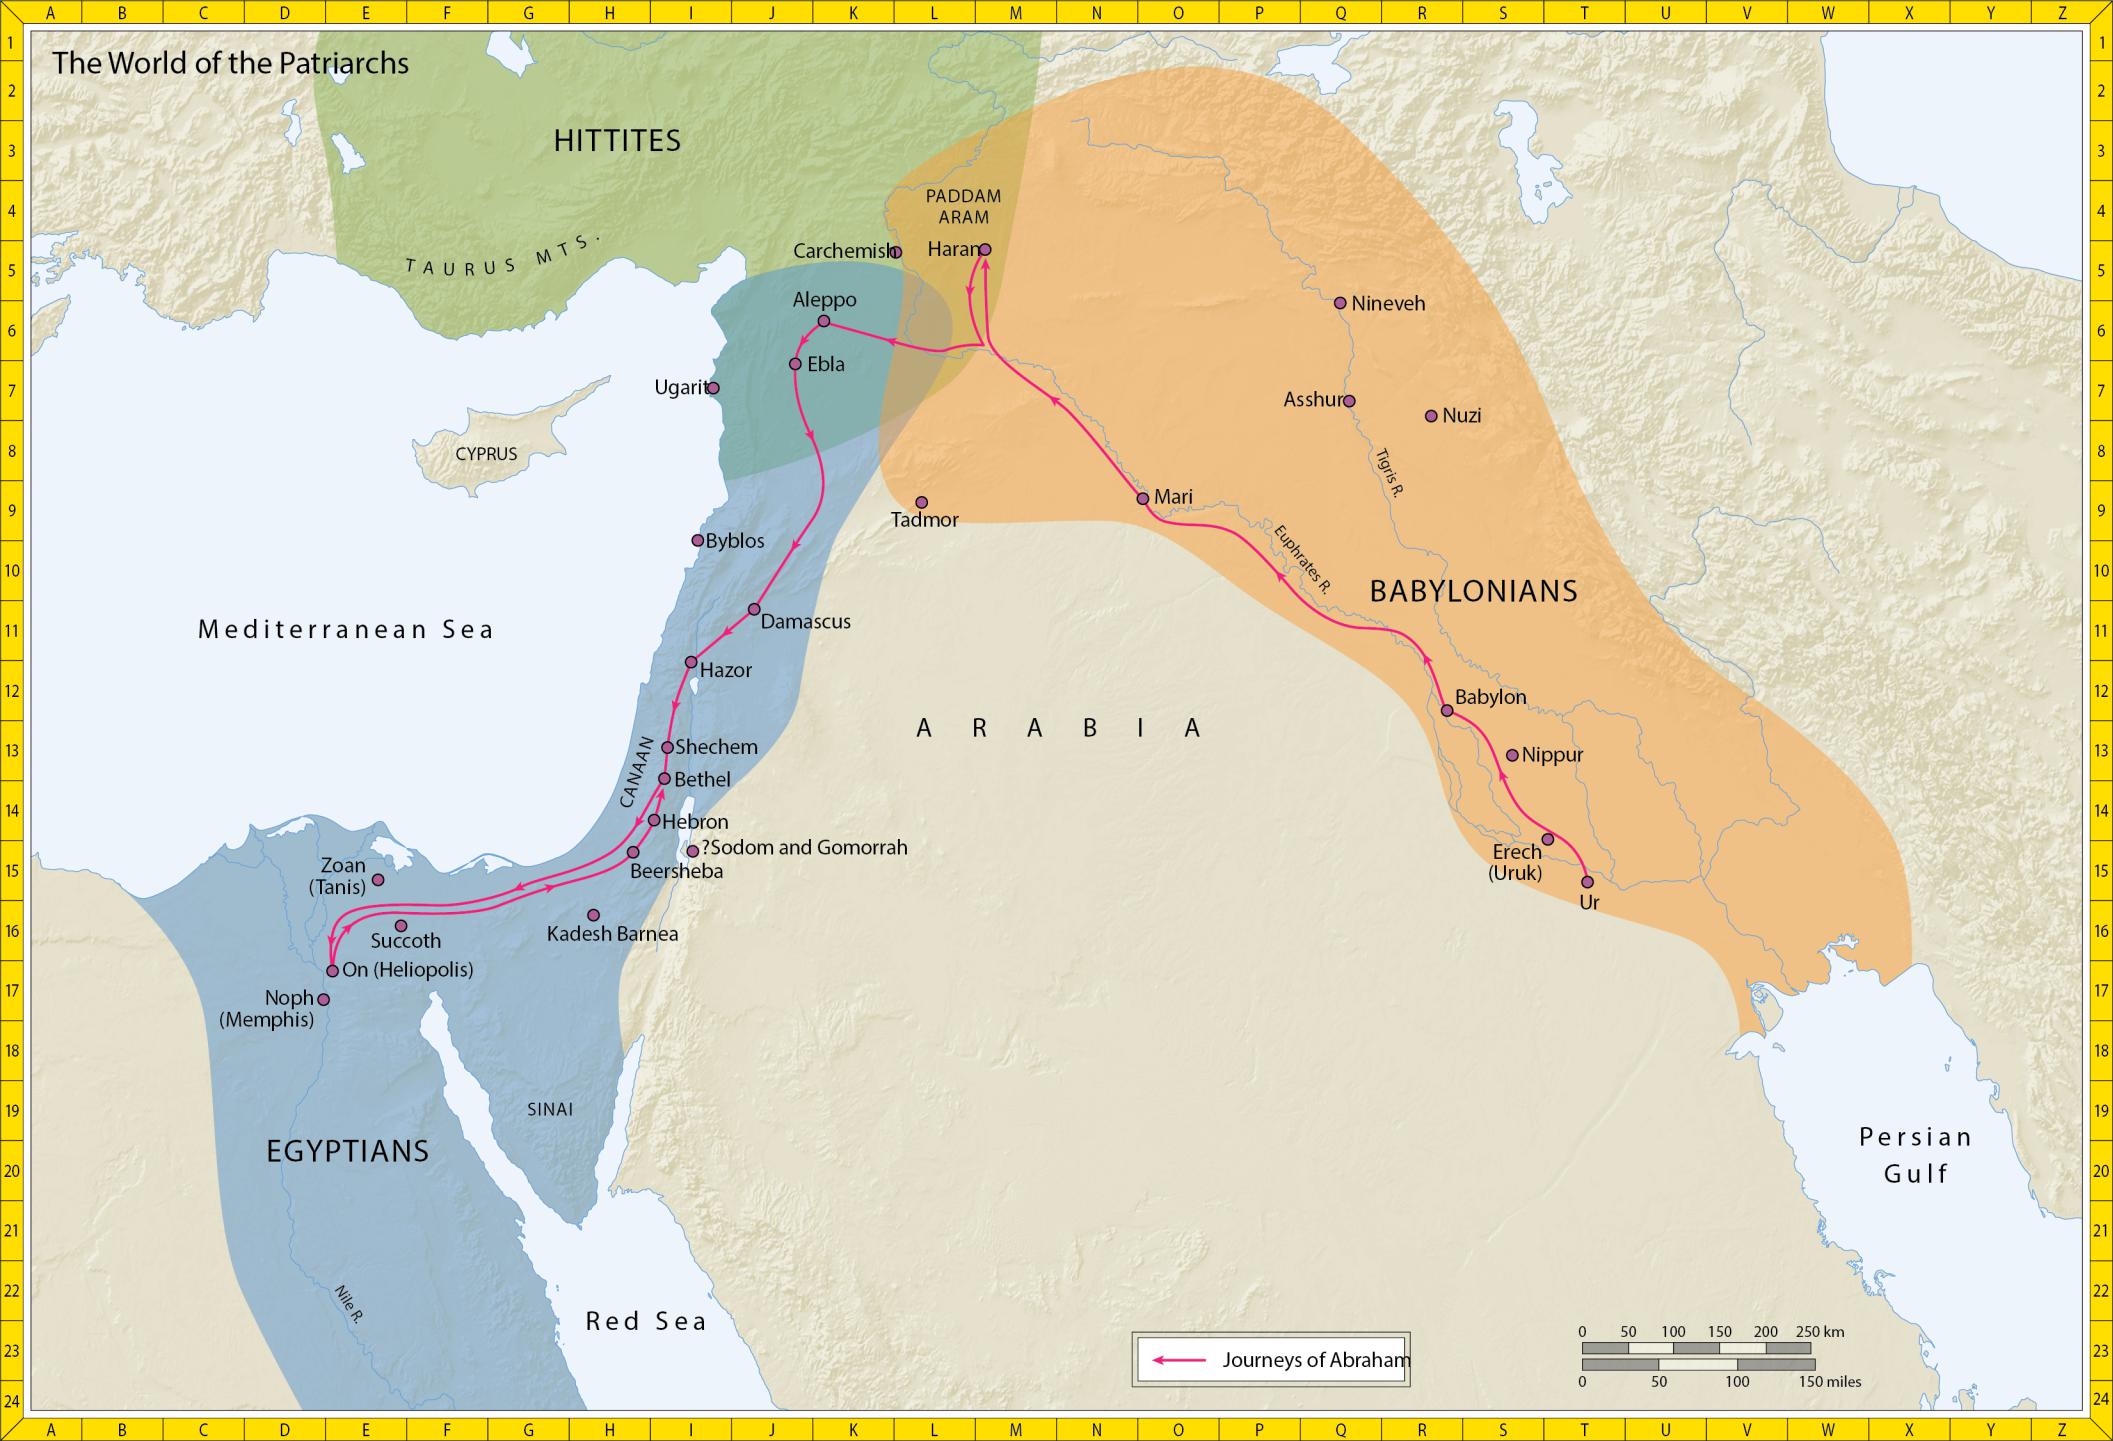 A B C D E F G H I J K L M N O P Q R S T U V W X Y Z
1 1
2 2
3 3
4 4
5 5
6 6
7 7
8 8
9 9
10 10
11 11
12 12
13 13
14 14
15 15
16 16
17 17
18 18
19 19
20 20
21 21
22 22
23 23
24 24
The World of the Patriarchs
HITTITES
PADDAM
ARAM
TAURUS MTS.
Carchemish
Haran
Aleppo
Nineveh
Ebla
Ugarit
Asshur
Nuzi
CYPRUS
Tigris R.
Mari
Tadmor
Byblos
Euphrates R.
BABYLONIANS
Mediterranean Sea
Damascus
Hazor
Babylon
ARABIA
Shechem
Nippur
CANAAN
Bethel
Hebron
?Sodom and Gomorrah
Erech
(Uruk)
Zoan
(Tanis)
Beersheba
Ur
Kadesh Barnea
Succoth
On (Heliopolis)
Noph
(Memphis)
SINAI
EGYPTIANS
Persian
Gulf
Nile R.
Red Sea
Journeys of Abraham
0 50 100 150 200 250 km
0 50 100 150 miles
A B C D E F G H I J K L M N O P Q R S T U V W X Y Z